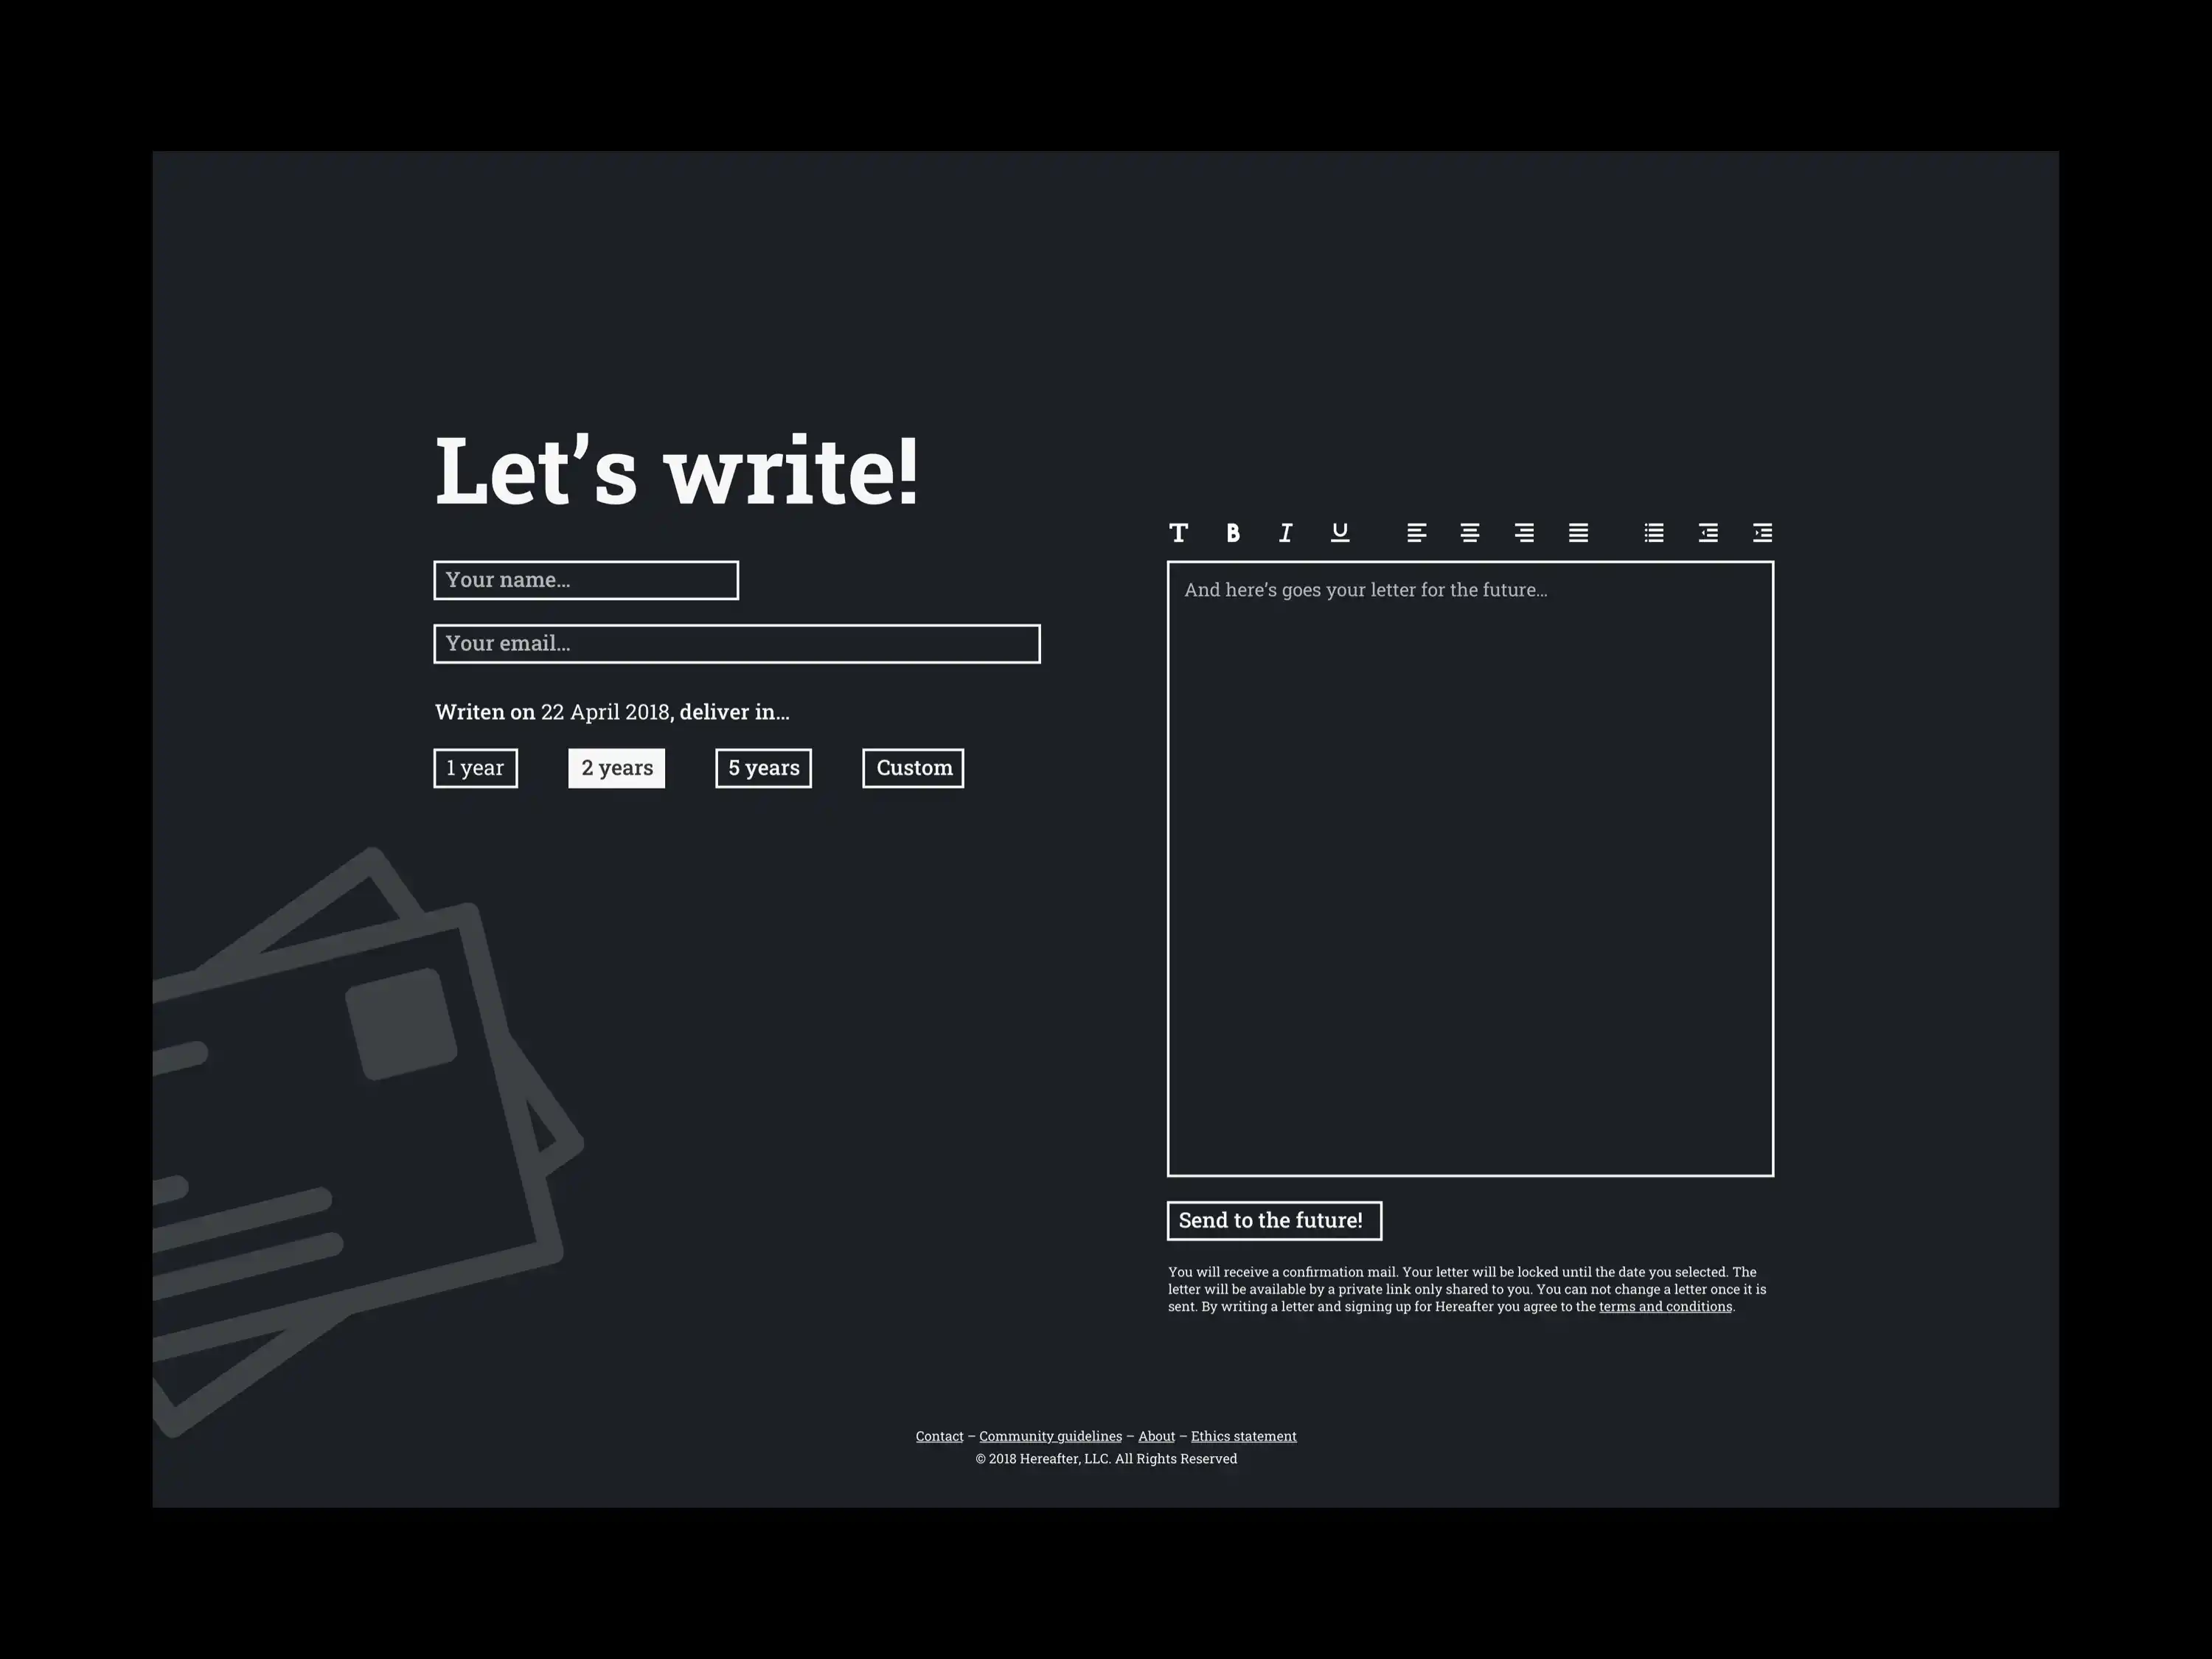 Let’s write!
Your name...
Your email...
Writen on 22 April 2018, deliver in...
1 year
2 years
5 years
Custom
T B I U
And here’s goes your letter for the future...
Send to the future!
You will receive a confirmation mail. Your letter will be locked until the date you selected. The
letter will be available by a private link only shared to you. You can not change a letter once it is
sent. By writing a letter and signing up for Hereafter you agree to the terms and conditions.
Contact – Community guidelines – About – Ethics statement
© 2018 Hereafter, LLC. All Rights Reserved